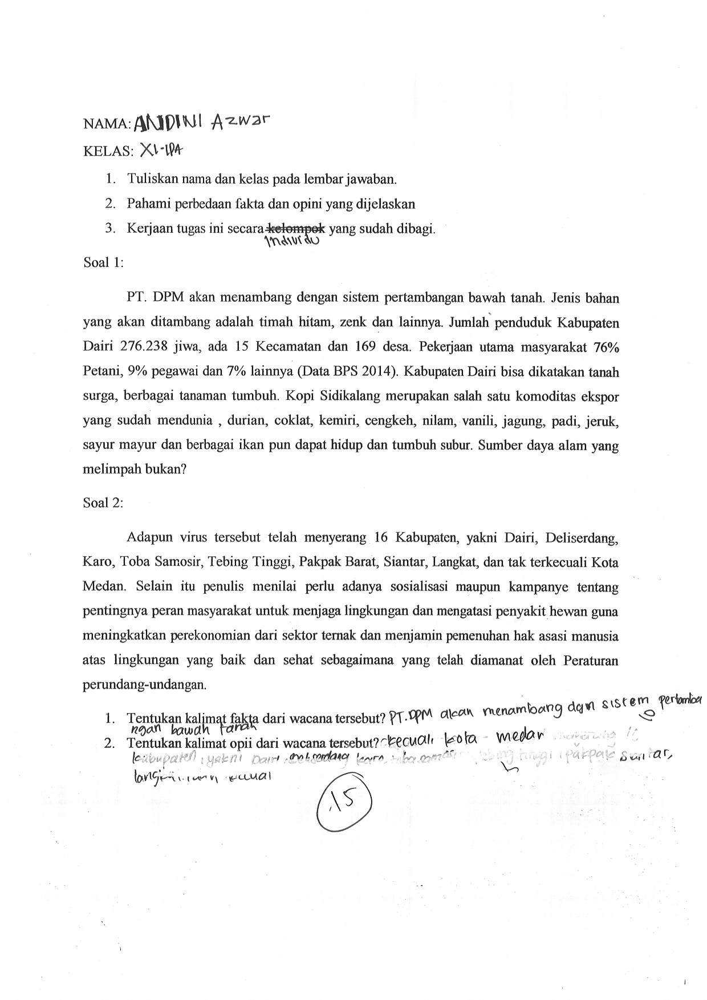 NAMA: ANDINI Azwar
KELAS: XI-IPA
1. Tuliskan nama dan kelas pada lembar jawaban.
2. Pahami perbedaan fakta dan opini yang dijelaskan
3. Kerjaan tugas ini secara kelompok yang sudah dibagi.
Individu
Soal 1:
PT. DPM akan menambang dengan sistem pertambangan bawah tanah. Jenis bahan
yang akan ditambang adalah timah hitam, zenk dan lainnya. Jumlah penduduk Kabupaten
Dairi 276.238 jiwa, ada 15 Kecamatan dan 169 desa. Pekerjaan utama masyarakat 76%
Petani, 9% pegawai dan 7% lainnya (Data BPS 2014). Kabupaten Dairi bisa dikatakan tanah
surga, berbagai tanaman tumbuh. Kopi Sidikalang merupakan salah satu komoditas ekspor
yang sudah mendunia , durian, coklat, kemiri, cengkeh, nilam, vanili, jagung, padi, jeruk,
sayur mayur dan berbagai ikan pun dapat hidup dan tumbuh subur. Sumber daya alam yang
melimpah bukan?
Soal 2:
Adapun virus tersebut telah menyerang 16 Kabupaten, yakni Dairi, Deliserdang,
Karo, Toba Samosir, Tebing Tinggi, Pakpak Barat, Siantar, Langkat, dan tak terkecuali Kota
Medan. Selain itu penulis menilai perlu adanya sosialisasi maupun kampanye tentang
pentingnya peran masyarakat untuk menjaga lingkungan dan mengatasi penyakit hewan guna
meningkatkan perekonomian dari sektor ternak dan menjamin pemenuhan hak asasi manusia
atas lingkungan yang baik dan sehat sebagaimana yang telah diamanat oleh Peraturan
perundang-undangan.
1. Tentukan kalimat fakta dari wacana tersebut? PT.DPM akan menambang dgn sistem pertamba
ngan bawah tanah
10
2. Tentukan kalimat opii dari wacana tersebut? kecuali kota medan menyerang 16
kabupaten, yakni Dairi, karo, tebing tinggi, pakpak
5
15